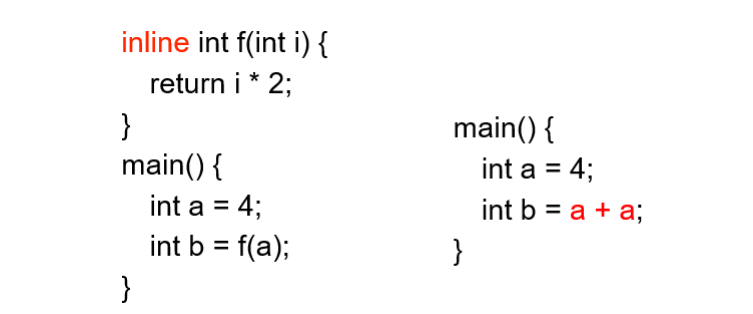 inline int f(int i) {
return i * 2;
}
main() {
int a = 4;
int b = f(a);
}
main() {
int a = 4;
int b = a + a;
}